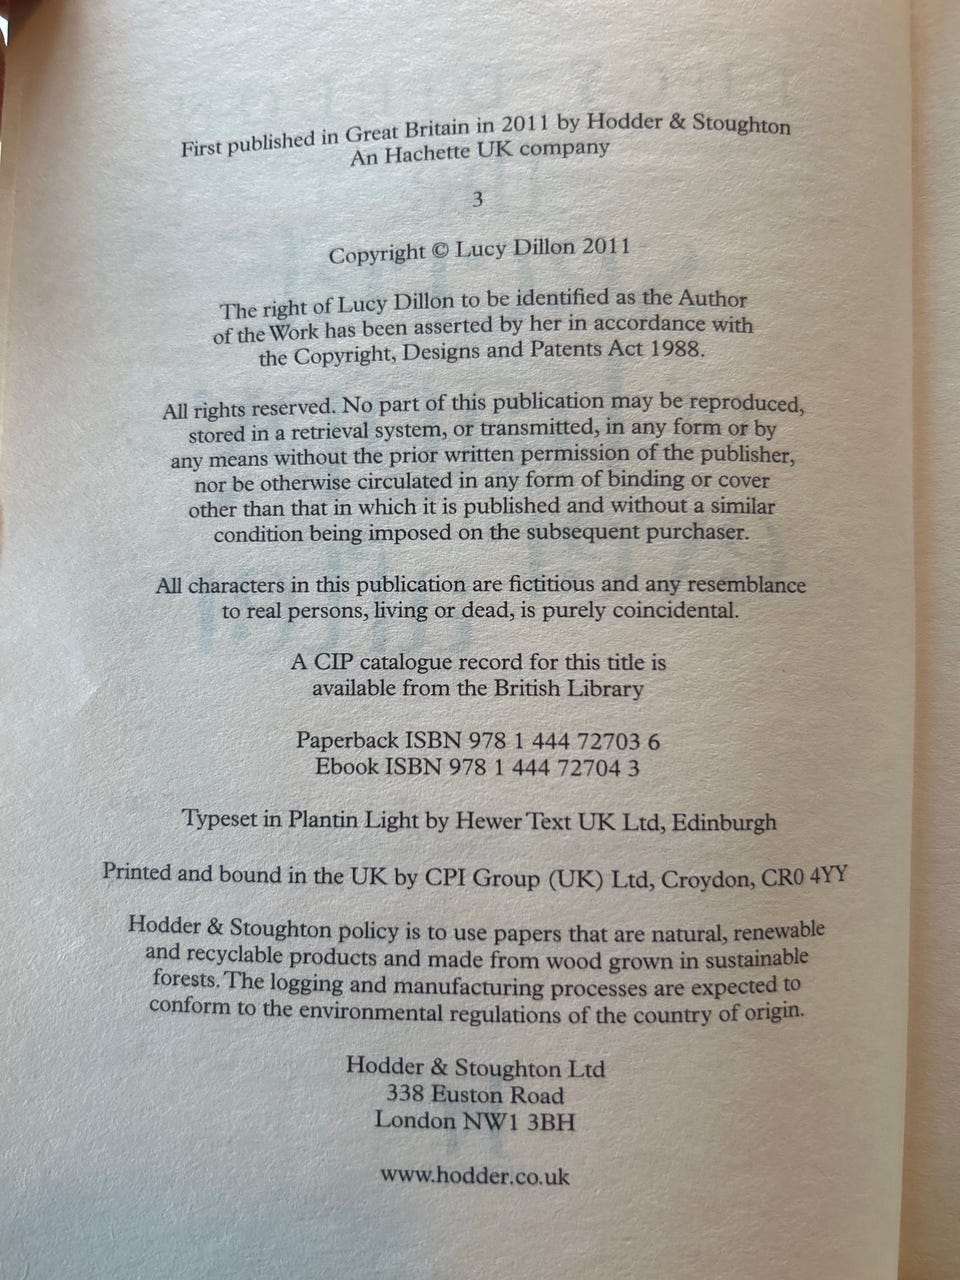 First published in Great Britain in 2011 by Hodder & Stoughton
An Hachette UK company
3
Copyright © Lucy Dillon 2011
The right of Lucy Dillon to be identified as the Author
of the Work has been asserted by her in accordance with
the Copyright, Designs and Patents Act 1988.
All rights reserved. No part of this publication may be reproduced,
stored in a retrieval system, or transmitted, in any form or by
any means without the prior written permission of the publisher,
nor be otherwise circulated in any form of binding or cover
other than that in which it is published and without a similar
condition being imposed on the subsequent purchaser.
All characters in this publication are fictitious and any resemblance
to real persons, living or dead, is purely coincidental.
A CIP catalogue record for this title is
available from the British Library
Paperback ISBN 978 1 444 72703 6
Ebook ISBN 978 1 444 72704 3
Typeset in Plantin Light by Hewer Text UK Ltd, Edinburgh
Printed and bound in the UK by CPI Group (UK) Ltd, Croydon, CR0 4YY
Hodder & Stoughton policy is to use papers that are natural, renewable
and recyclable products and made from wood grown in sustainable
forests. The logging and manufacturing processes are expected to
conform to the environmental regulations of the country of origin.
Hodder & Stoughton Ltd
338 Euston Road
London NW1 3BH
www.hodder.co.uk